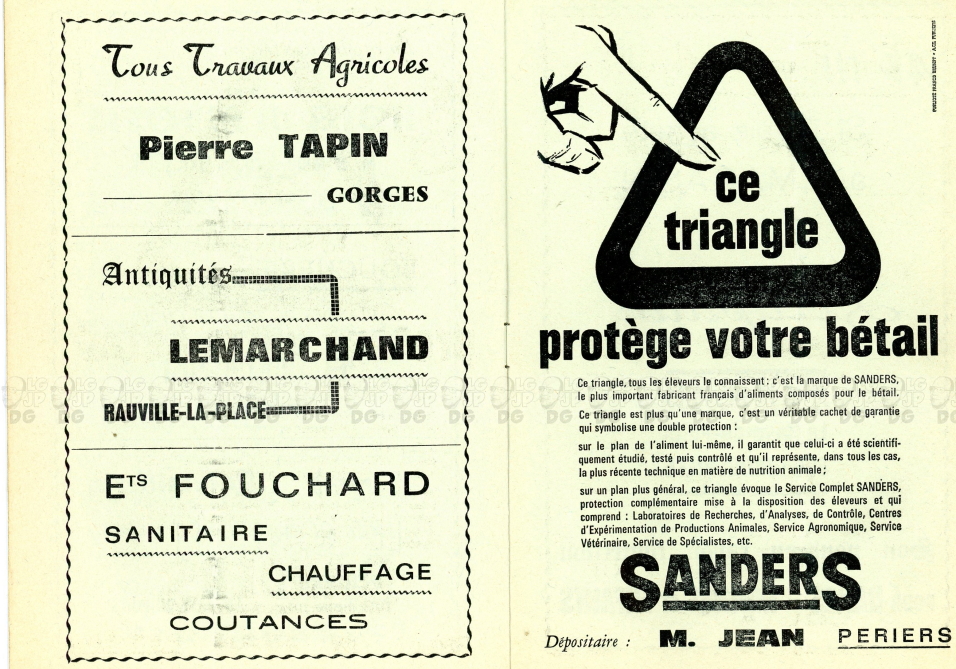 Tous Travaux Agricoles
Pierre TAPIN
GORGES
Antiquités
LEMARCHAND
RAUVILLE-LA-PLACE
ETS FOUCHARD
SANITAIRE
CHAUFFAGE
COUTANCES
ce
triangle
protège votre bétail
Ce triangle, tous les éleveurs le connaissent : c'est la marque de SANDERS,
le plus important fabricant français d'aliments composés pour le bétail.
Ce triangle est plus qu'une marque, c'est un véritable cachet de garantie
qui symbolise une double protection :
sur le plan de l'aliment lui-même, il garantit que celui-ci a été scientifi-
quement étudié, testé puis contrôlé et qu'il représente, dans tous les cas,
la plus récente technique en matière de nutrition animale ;
sur un plan plus général, ce triangle évoque le Service Complet SANDERS,
protection complémentaire mise à la disposition des éleveurs et qui
comprend : Laboratoires de Recherches, d'Analyses, de Contrôle, Centres
d'Expérimentation de Productions Animales, Service Agronomique, Service
Vétérinaire, Service de Spécialistes, etc.
SANDERS
Dépositaire : M. JEAN PERIERS